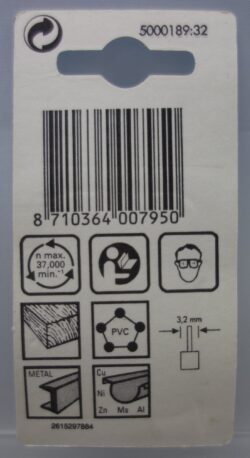 5000189:32
8 710364 007950
n max.
37,000
min.⁻¹
PVC
3,2 mm
METAL
Cu
Ni
Zn Ms Al
2615297884